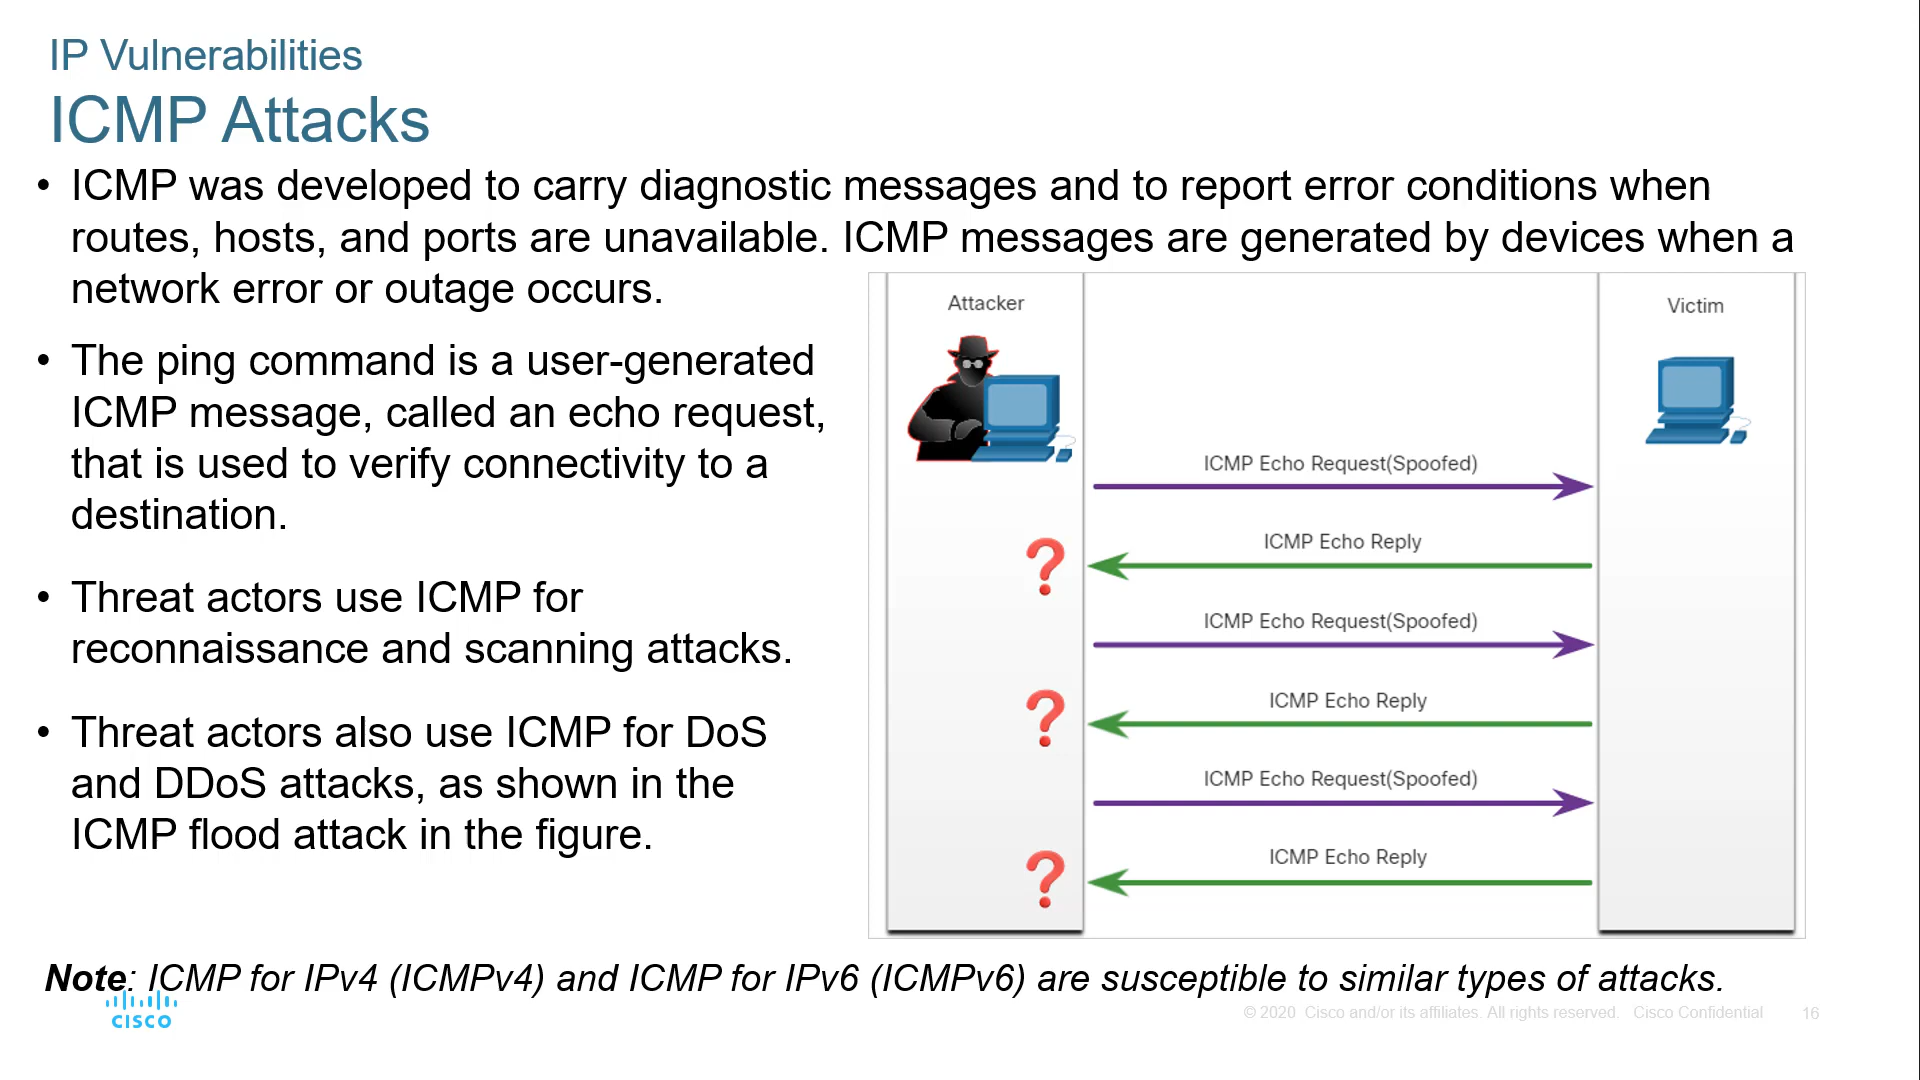 IP Vulnerabilities
ICMP Attacks
• ICMP was developed to carry diagnostic messages and to report error conditions when
routes, hosts, and ports are unavailable. ICMP messages are generated by devices when a
network error or outage occurs.
• The ping command is a user-generated
ICMP message, called an echo request,
that is used to verify connectivity to a
destination.
• Threat actors use ICMP for
reconnaissance and scanning attacks.
• Threat actors also use ICMP for DoS
and DDoS attacks, as shown in the
ICMP flood attack in the figure.
Attacker
Victim
ICMP Echo Request(Spoofed)
ICMP Echo Reply
?
ICMP Echo Request(Spoofed)
ICMP Echo Reply
?
ICMP Echo Request(Spoofed)
ICMP Echo Reply
?
Note: ICMP for IPv4 (ICMPv4) and ICMP for IPv6 (ICMPv6) are susceptible to similar types of attacks.
CISCO
© 2020 Cisco and/or its affiliates. All rights reserved. Cisco Confidential
16